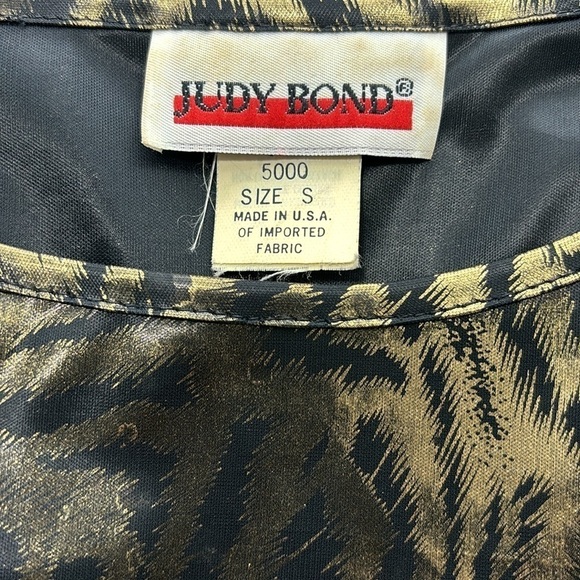 JUDY BOND®
5000
SIZE S
MADE IN U.S.A.
OF IMPORTED
FABRIC